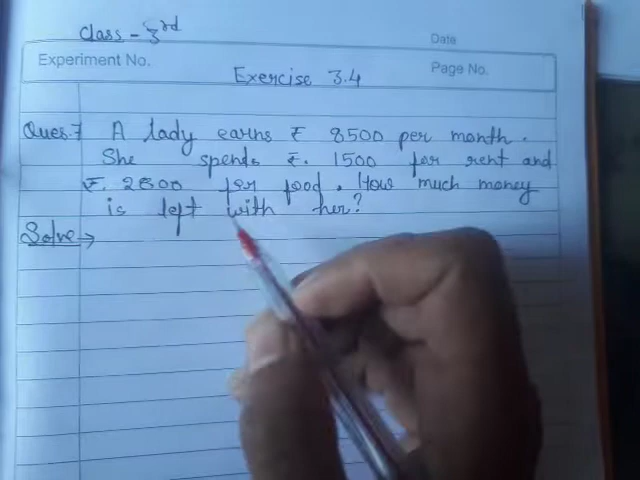 Class - 3rd
Date
Experiment No.
Exercise 3.4
Page No.
Ques.7 A lady earns ₹ 8500 per month.
She spends ₹. 1500 for rent and
₹. 2800 for food. How much money
is left with her?
Solve →